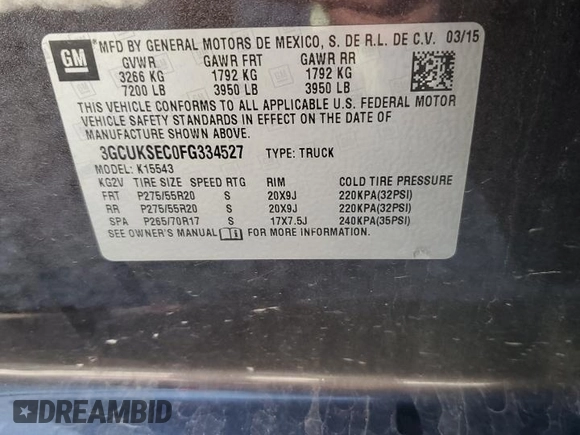 GM
*MFD BY GENERAL MOTORS DE MEXICO, S. DE R.L. DE C.V. 03/15
GVWR GAWR FRT GAWR RR
3266 KG 1792 KG 1792 KG
7200 LB 3950 LB 3950 LB
THIS VEHICLE CONFORMS TO ALL APPLICABLE U.S. FEDERAL MOTOR
VEHICLE SAFETY STANDARDS IN EFFECT ON THE DATE OF
MANUFACTURE SHOWN ABOVE.
3GCUKSEC0FG334527 TYPE: TRUCK
MODEL: K15543
KG2V TIRE SIZE SPEED RTG RIM COLD TIRE PRESSURE
FRT P275/55R20 S 20X9J 220KPA(32PSI)
RR P275/55R20 S 20X9J 220KPA(32PSI)
SPA P265/70R17 S 17X7.5J 240KPA(35PSI)
SEE OWNER'S MANUAL FOR MORE INFORMATION.
DREAMBID